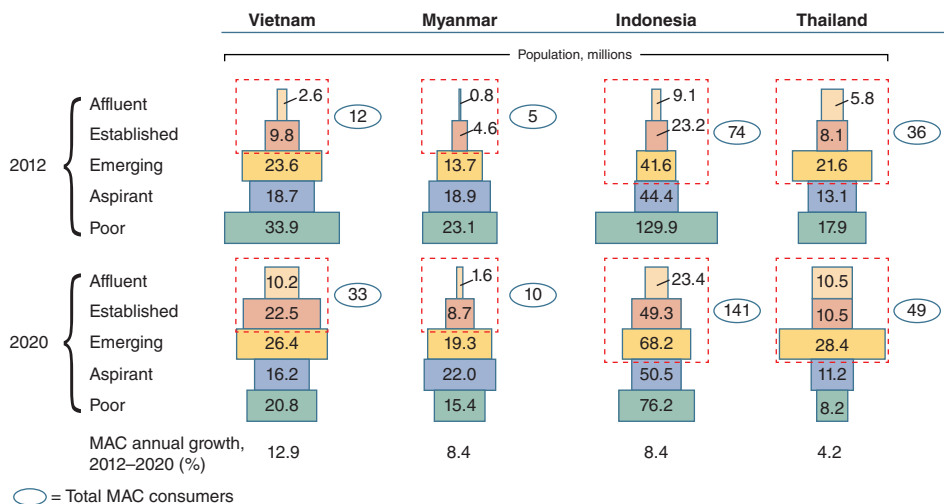 Vietnam Myanmar Indonesia Thailand
Population, millions
2012
Affluent 2.6 0.8 9.1 5.8
12 5 74 36
Established 9.8 4.6 23.2 8.1
Emerging 23.6 13.7 41.6 21.6
Aspirant 18.7 18.9 44.4 13.1
Poor 33.9 23.1 129.9 17.9
2020
Affluent 10.2 1.6 23.4 10.5
33 10 141 49
Established 22.5 8.7 49.3 10.5
Emerging 26.4 19.3 68.2 28.4
Aspirant 16.2 22.0 50.5 11.2
Poor 20.8 15.4 76.2 8.2
MAC annual growth,
2012–2020 (%) 12.9 8.4 8.4 4.2
= Total MAC consumers